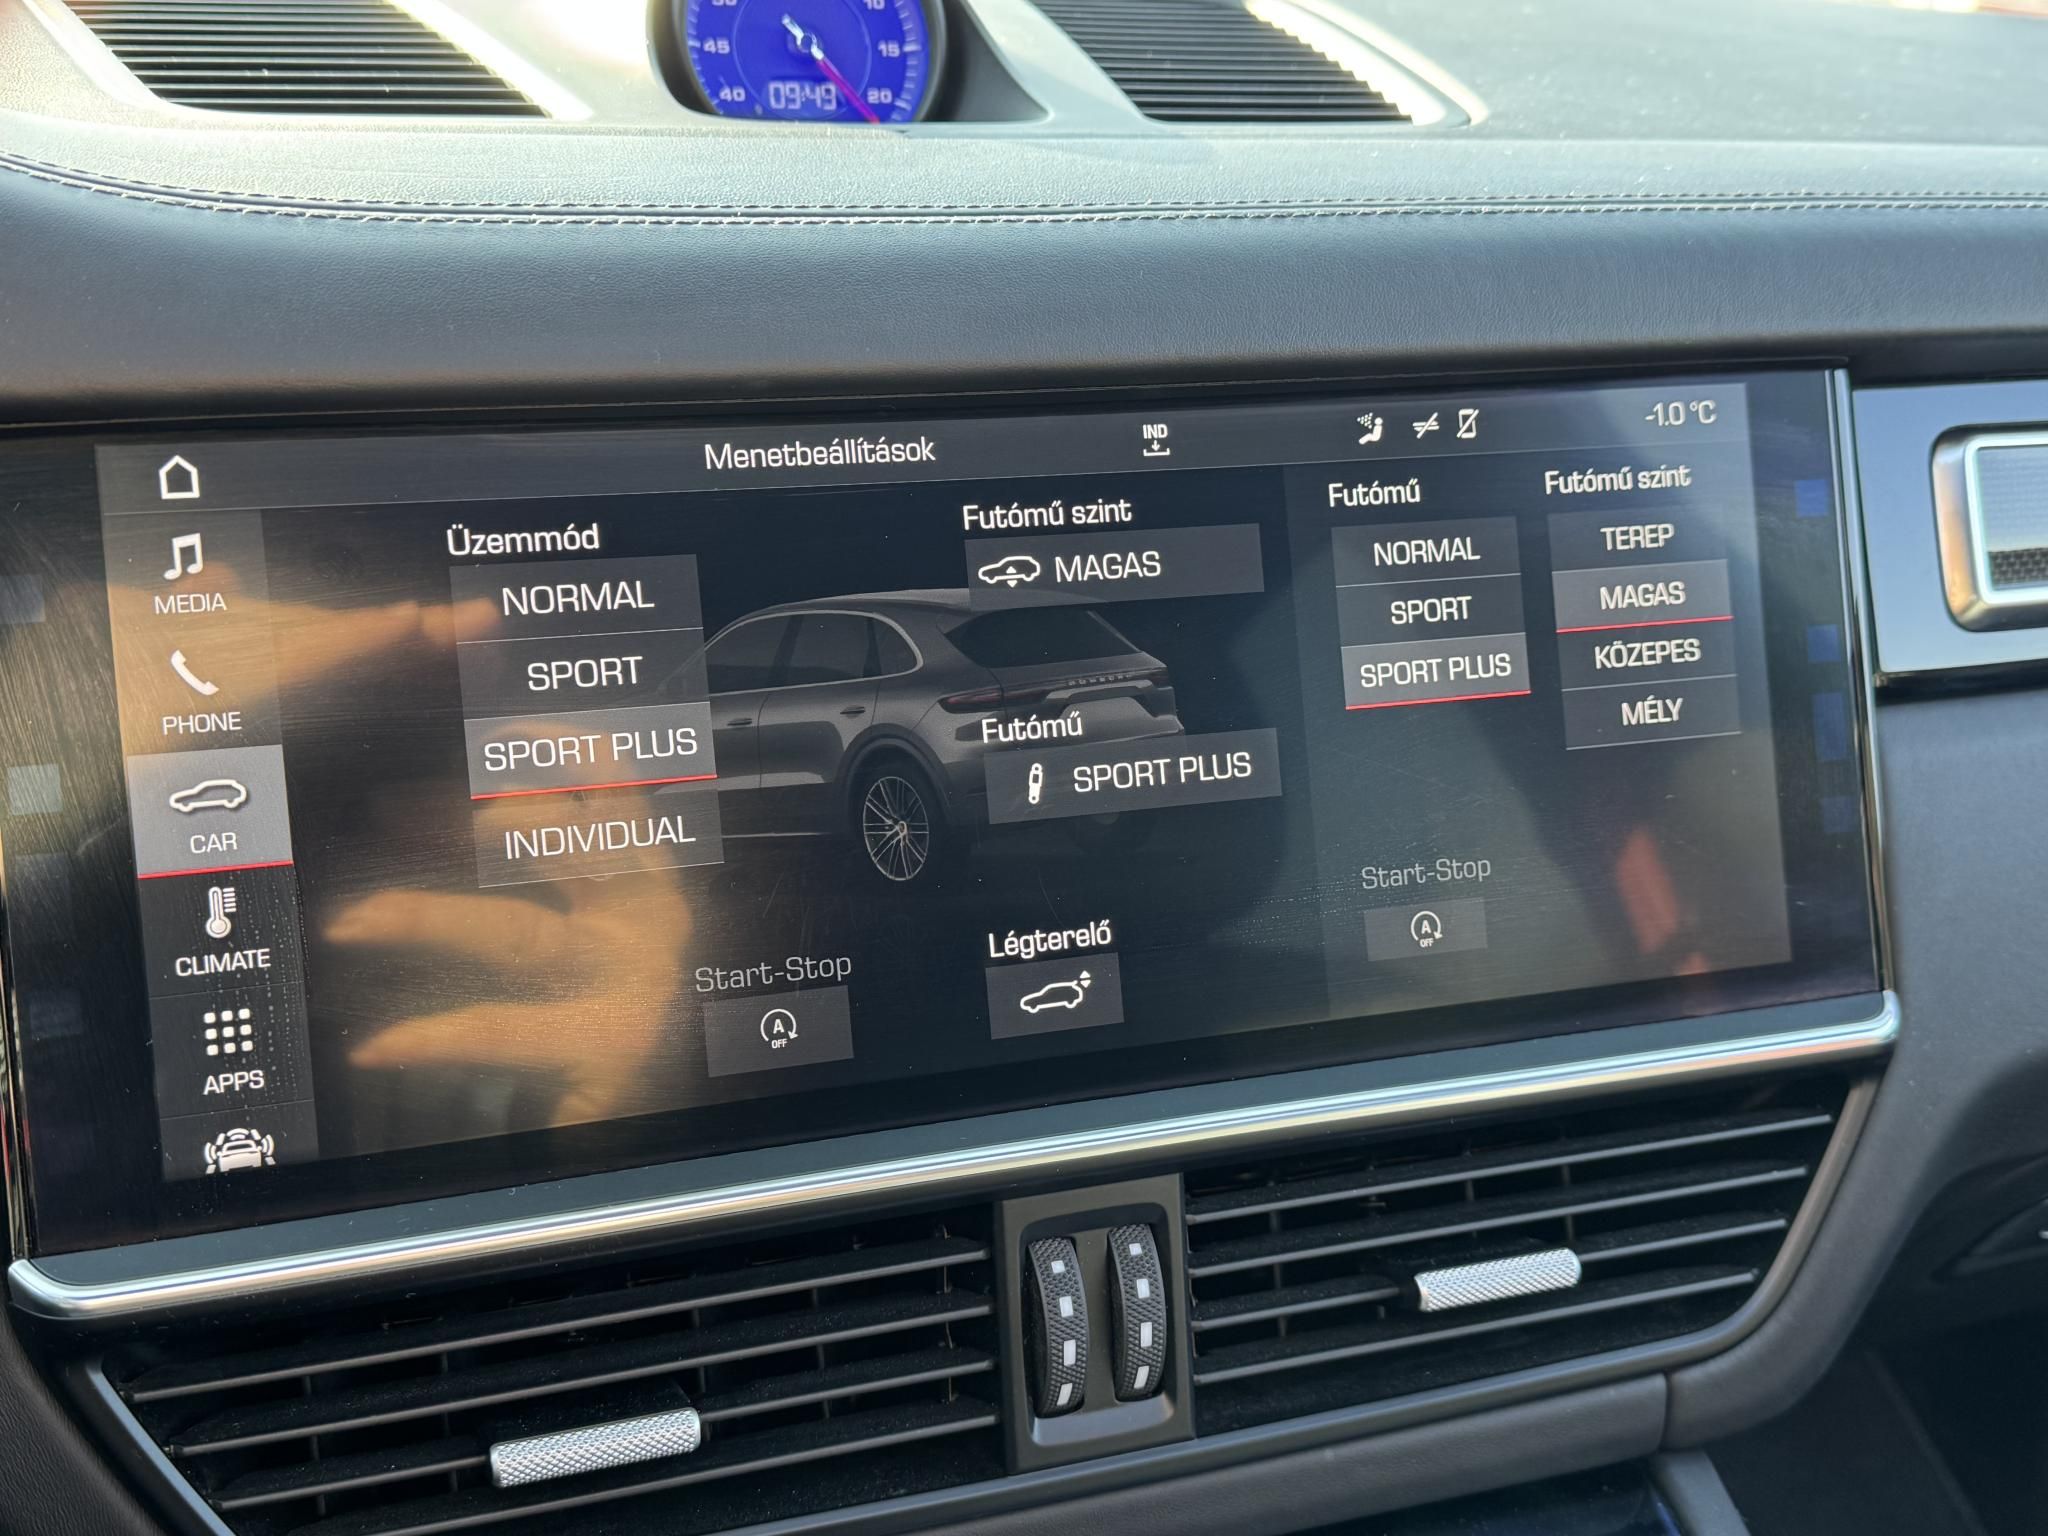 10
45
15
40
20
09:49
Menetbeállítások
IND
-1.0 °C
MEDIA
PHONE
CAR
CLIMATE
APPS
Üzemmód
NORMAL
SPORT
SPORT PLUS
INDIVIDUAL
Start-Stop
A
OFF
Futómű szint
MAGAS
Futómű
SPORT PLUS
Légterelő
Futómű
NORMAL
SPORT
SPORT PLUS
Start-Stop
A
OFF
Futómű szint
TEREP
MAGAS
KÖZEPES
MÉLY
PORSCHE